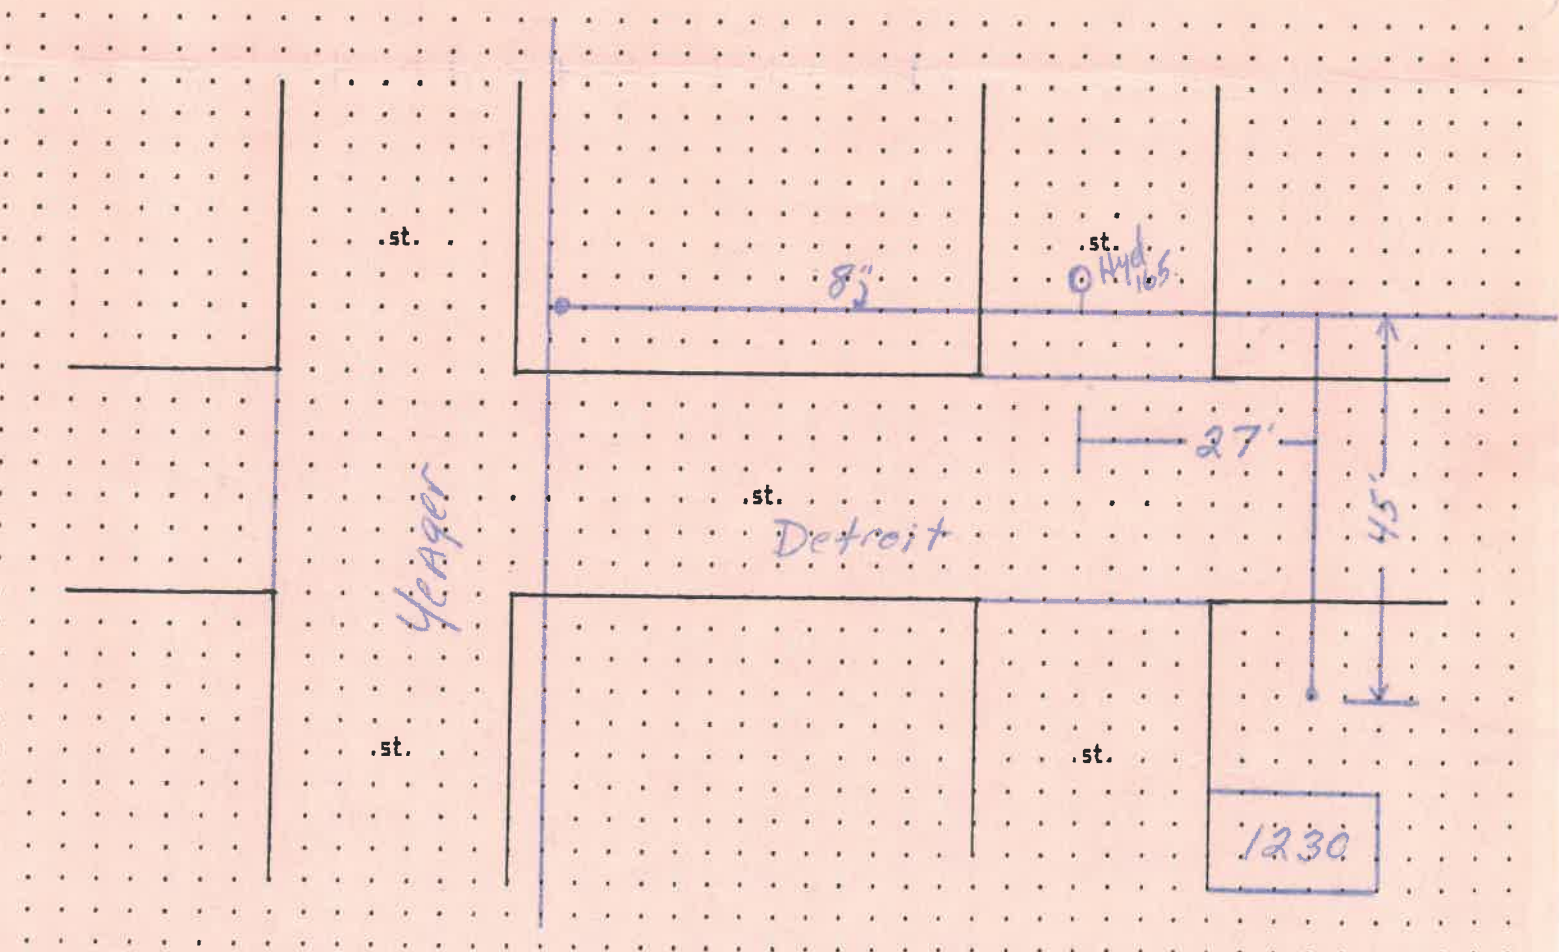 .st.
.st.
8"
Hyd
165
27'
.st.
45'
Detroit
Yeager
.st.
.st.
1230